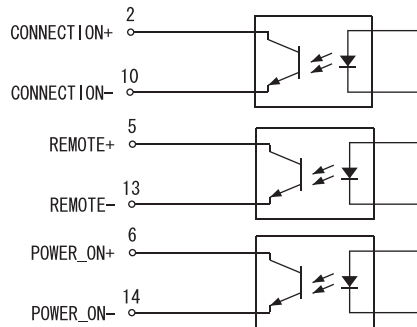 2
CONNECTION+
10
CONNECTION-
5
REMOTE+
13
REMOTE-
6
POWER_ON+
14
POWER_ON-